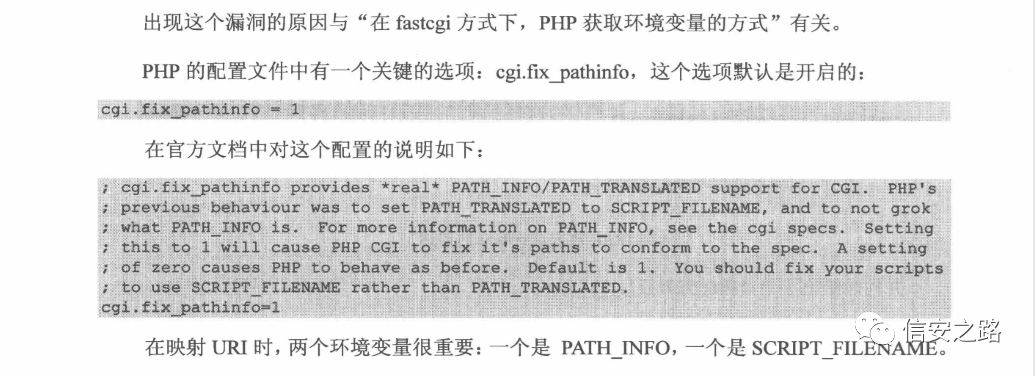 出现这个漏洞的原因与“在 fastcgi 方式下，PHP 获取环境变量的方式”有关。
PHP 的配置文件中有一个关键的选项：cgi.fix_pathinfo，这个选项默认是开启的：
cgi.fix_pathinfo = 1
在官方文档中对这个配置的说明如下：
; cgi.fix_pathinfo provides *real* PATH_INFO/PATH_TRANSLATED support for CGI.  PHP's
; previous behaviour was to set PATH_TRANSLATED to SCRIPT_FILENAME, and to not grok
; what PATH_INFO is.  For more information on PATH_INFO, see the cgi specs.  Setting
; this to 1 will cause PHP CGI to fix it's paths to conform to the spec.  A setting
; of zero causes PHP to behave as before.  Default is 1.  You should fix your scripts
; to use SCRIPT_FILENAME rather than PATH_TRANSLATED.
cgi.fix_pathinfo=1
在映射 URI 时，两个环境变量很重要：一个是 PATH_INFO，一个是 SCRIPT_FILENAME。
信安之路